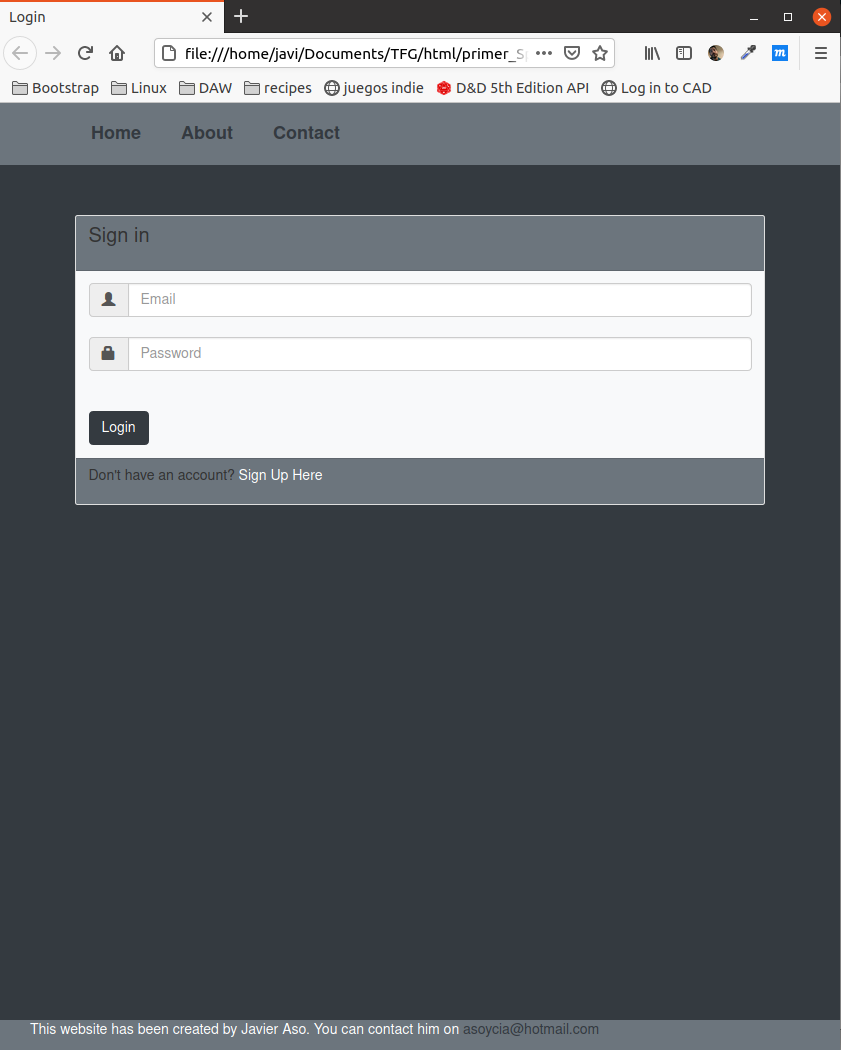 Login
file:///home/javi/Documents/TFG/html/primer_S
Bootstrap Linux DAW recipes juegos indie D&D 5th Edition API Log in to CAD
Home About Contact
Sign in
Email
Password
Login
Don't have an account? Sign Up Here
This website has been created by Javier Aso. You can contact him on asoycia@hotmail.com